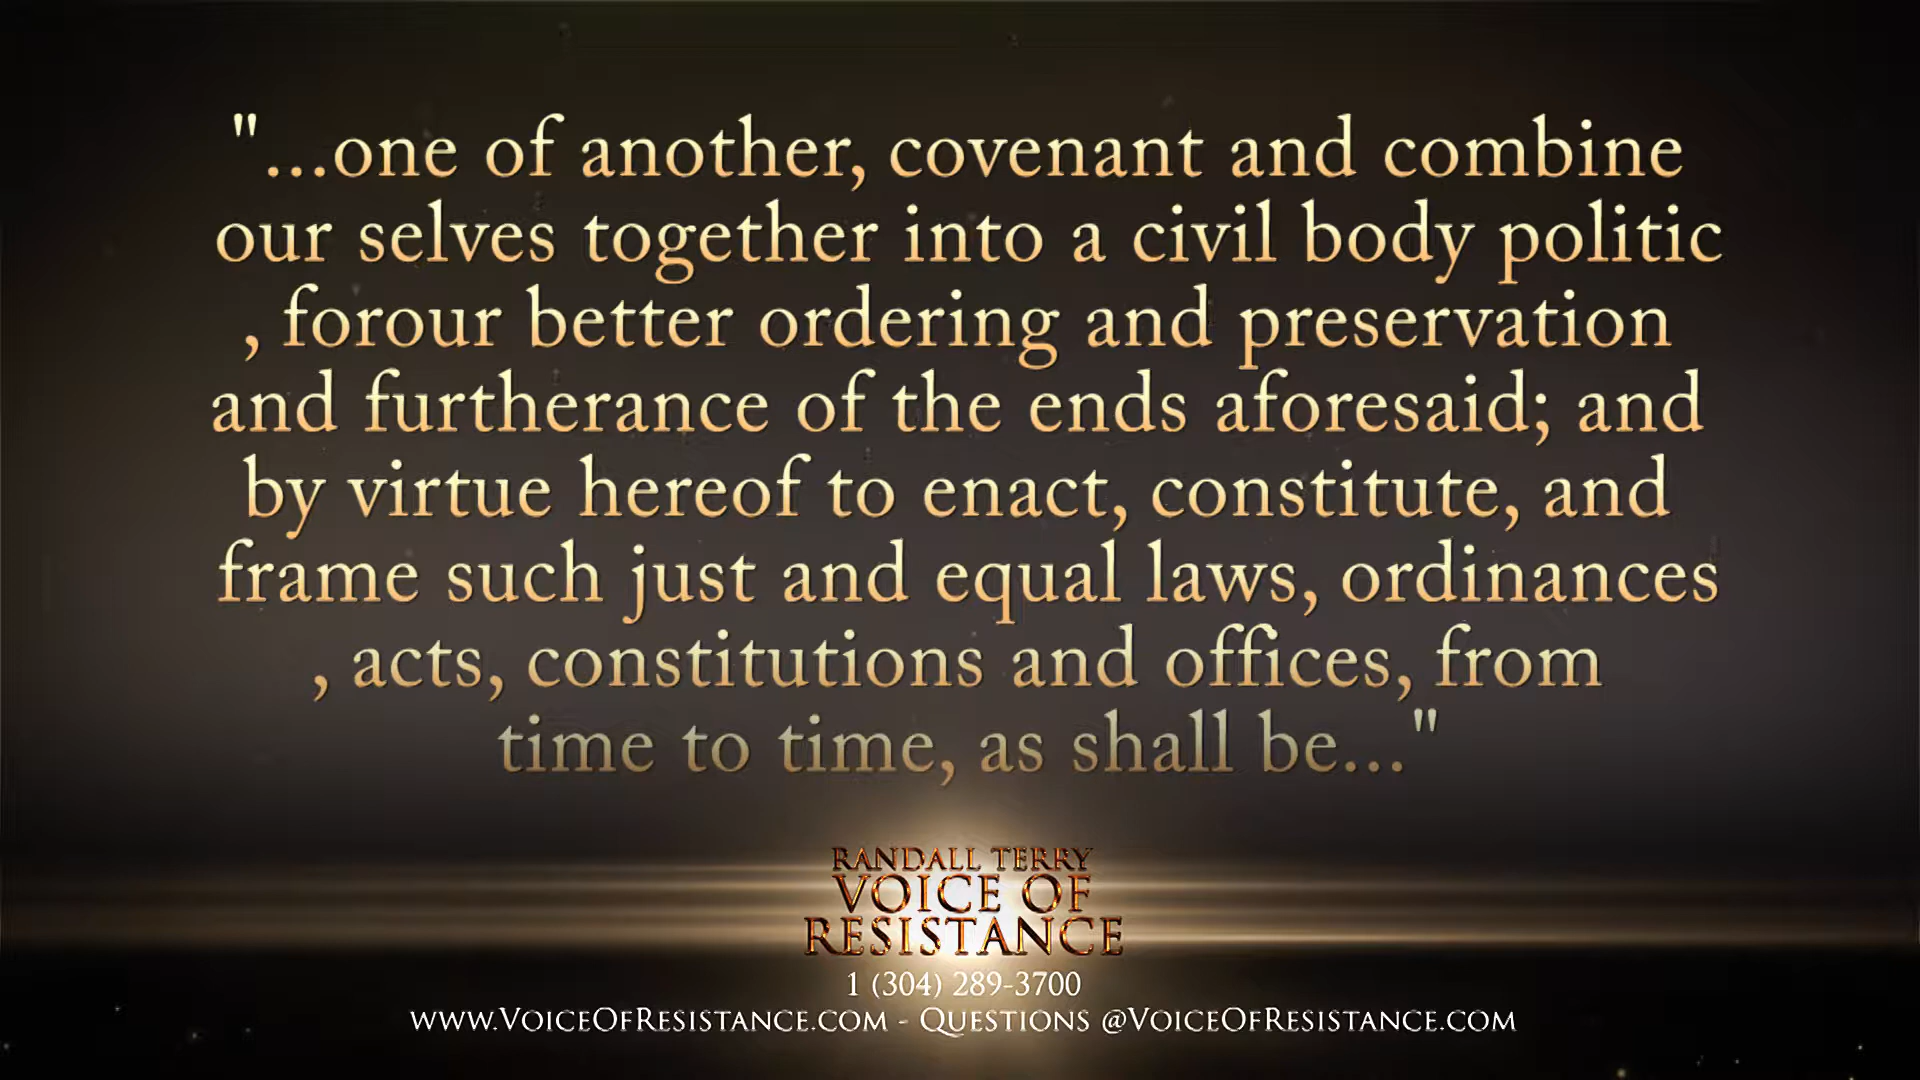 "...one of another, covenant and combine
our selves together into a civil body politic
, forour better ordering and preservation
and furtherance of the ends aforesaid; and
by virtue hereof to enact, constitute, and
frame such just and equal laws, ordinances
, acts, constitutions and offices, from
time to time, as shall be..."
RANDALL TERRY
VOICE OF
RESISTANCE
1 (304) 289-3700
www.VoiceOfResistance.com - Questions @VoiceOfResistance.com